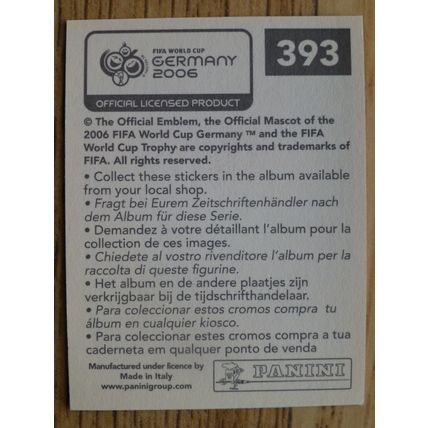 FIFA WORLD CUP
GERMANY
2006
393
OFFICIAL LICENSED PRODUCT
© The Official Emblem, the Official Mascot of the
2006 FIFA World Cup Germany ™ and the FIFA
World Cup Trophy are copyrights and trademarks of
FIFA. All rights reserved.
• Collect these stickers in the album available
from your local shop.
• Fragt bei Eurem Zeitschriftenhändler nach
dem Album für diese Serie.
• Demandez à votre détaillant l'album pour la
collection de ces images.
• Chiedete al vostro rivenditore l'album per la
raccolta di queste figurine.
• Het album en de andere plaatjes zijn
verkrijgbaar bij de tijdschrifthandelaar.
• Para coleccionar estos cromos compra tu
álbum en cualquier kiosco.
• Para colecionar estes cromos compra a tua
caderneta em qualquer ponto de venda
Manufactured under licence by
Made in Italy
www.paninigroup.com
PANINI